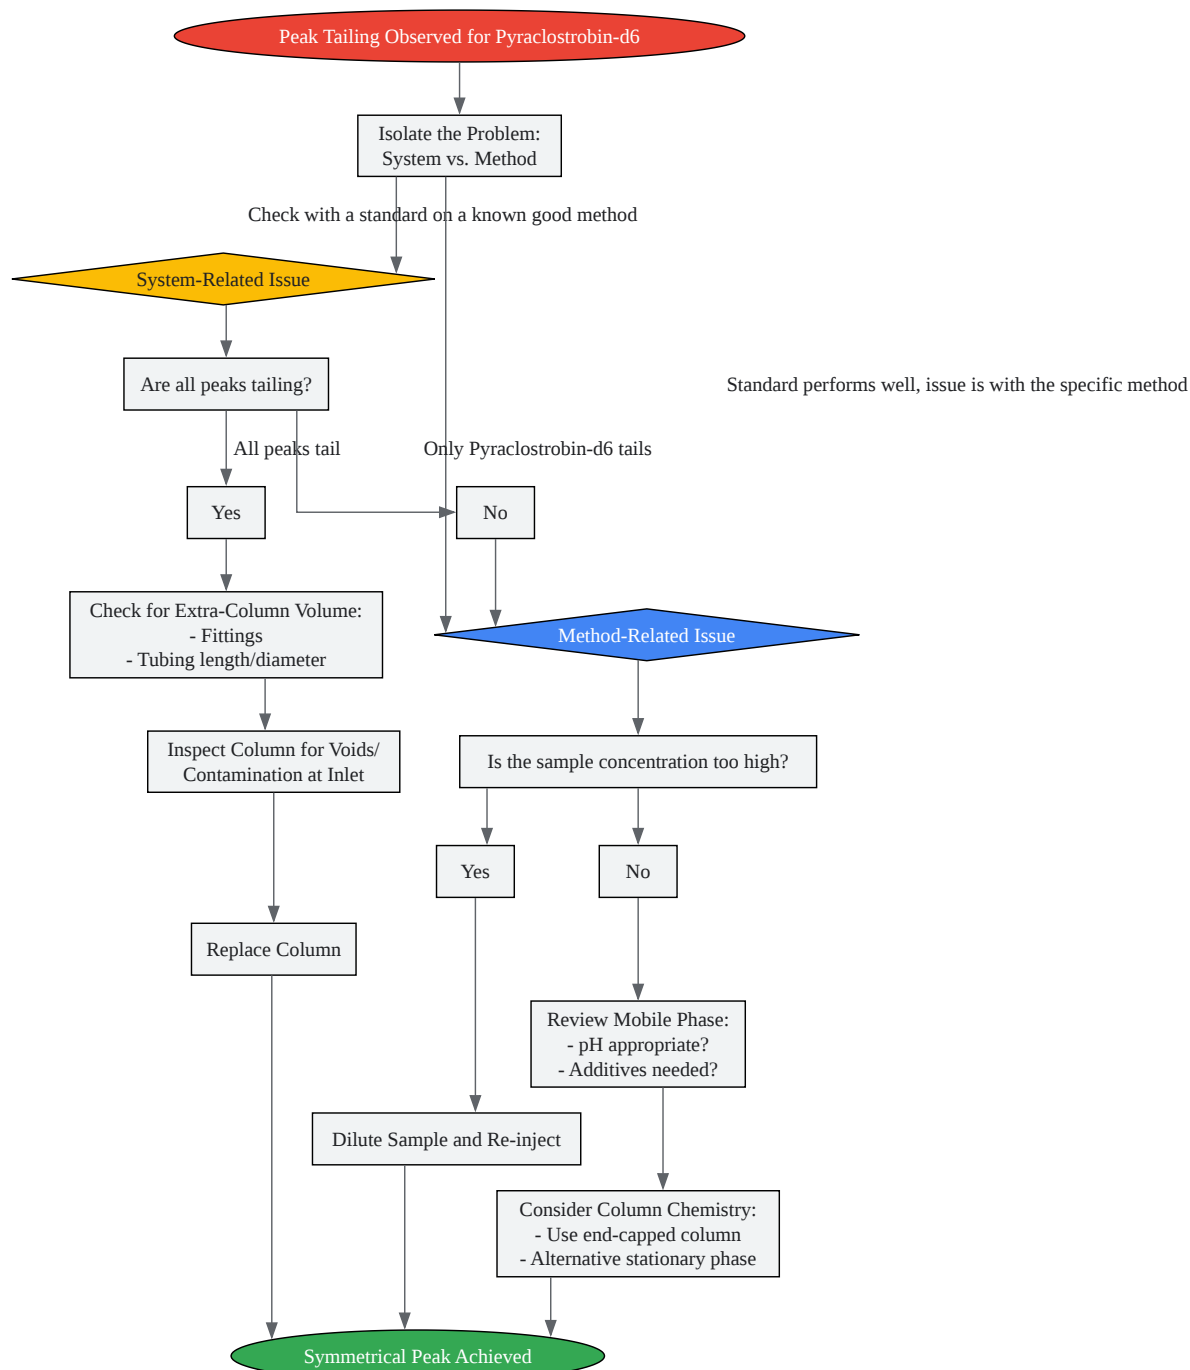 Peak Tailing Observed for Pyraclostrobin-d6
Isolate the Problem:
System vs. Method
Check with a standard on a known good method
System-Related Issue
Are all peaks tailing?
Standard performs well, issue is with the specific method
All peaks tail
Only Pyraclostrobin-d6 tails
Yes
No
Check for Extra-Column Volume:
- Fittings
- Tubing length/diameter
Method-Related Issue
Inspect Column for Voids/
Contamination at Inlet
Is the sample concentration too high?
Yes
No
Replace Column
Review Mobile Phase:
- pH appropriate?
- Additives needed?
Dilute Sample and Re-inject
Consider Column Chemistry:
- Use end-capped column
- Alternative stationary phase
Symmetrical Peak Achieved